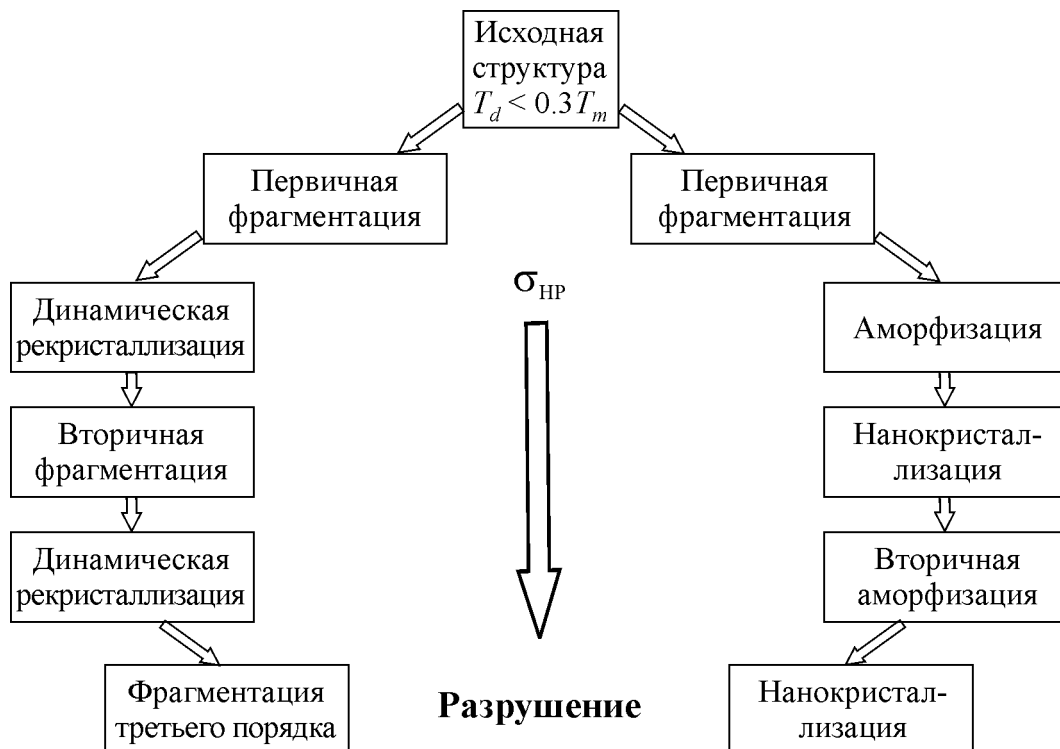 Исходная
структура
T_d < 0.3T_m
Первичная
фрагментация
Первичная
фрагментация
σ_НР
Динамическая
рекристаллизация
Аморфизация
Вторичная
фрагментация
Нанокристал-
лизация
Динамическая
рекристаллизация
Вторичная
аморфизация
Фрагментация
третьего порядка
Разрушение
Нанокристал-
лизация